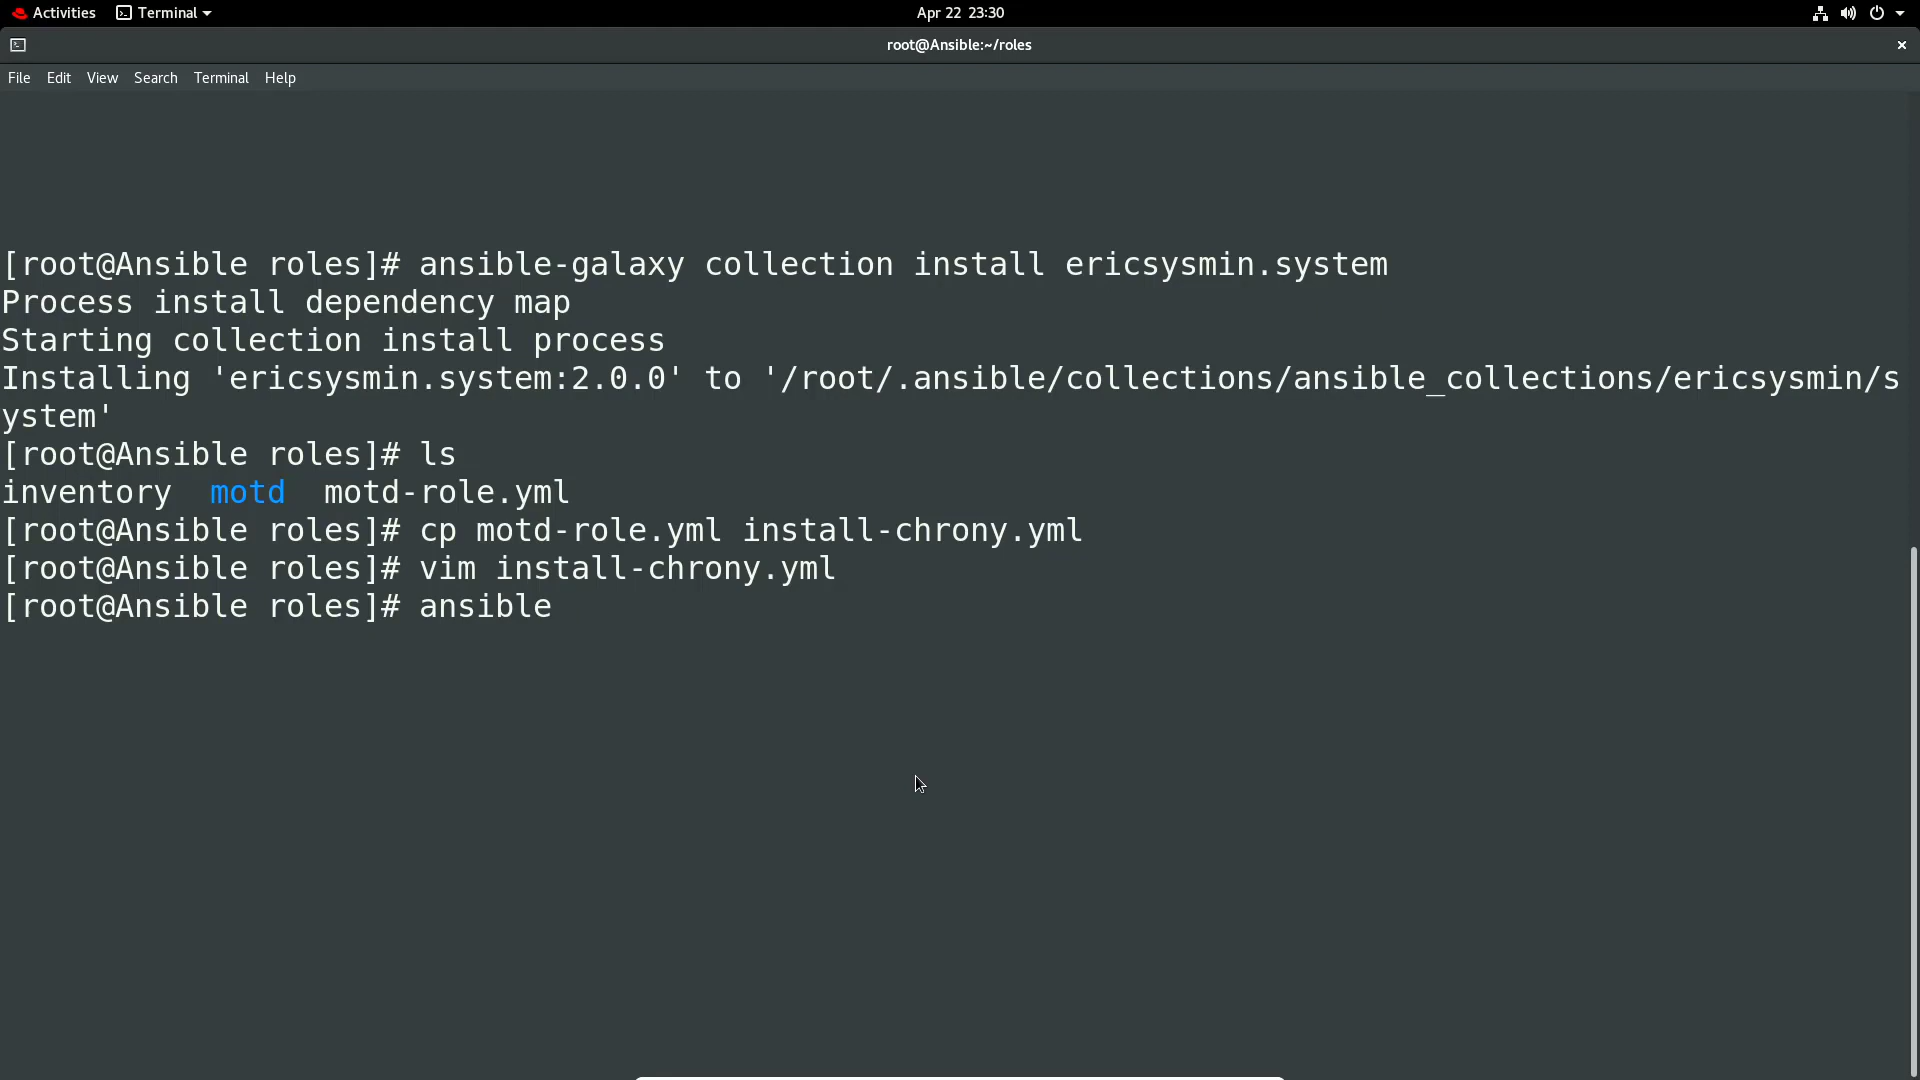 Activities Terminal Apr 22 23:30
root@Ansible:~/roles
File Edit View Search Terminal Help
[root@Ansible roles]# ansible-galaxy collection install ericsysmin.system
Process install dependency map
Starting collection install process
Installing 'ericsysmin.system:2.0.0' to '/root/.ansible/collections/ansible_collections/ericsysmin/s
ystem'
[root@Ansible roles]# ls
inventory  motd  motd-role.yml
[root@Ansible roles]# cp motd-role.yml install-chrony.yml
[root@Ansible roles]# vim install-chrony.yml
[root@Ansible roles]# ansible